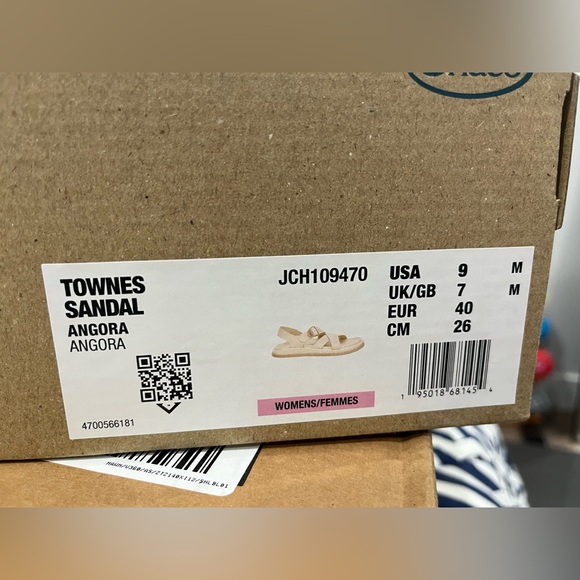 TOWNES
SANDAL
ANGORA
ANGORA
4700566181
JCH109470
WOMENS/FEMMES
USA 9 M
UK/GB 7 M
EUR 40
CM 26
1 95018 68145 4